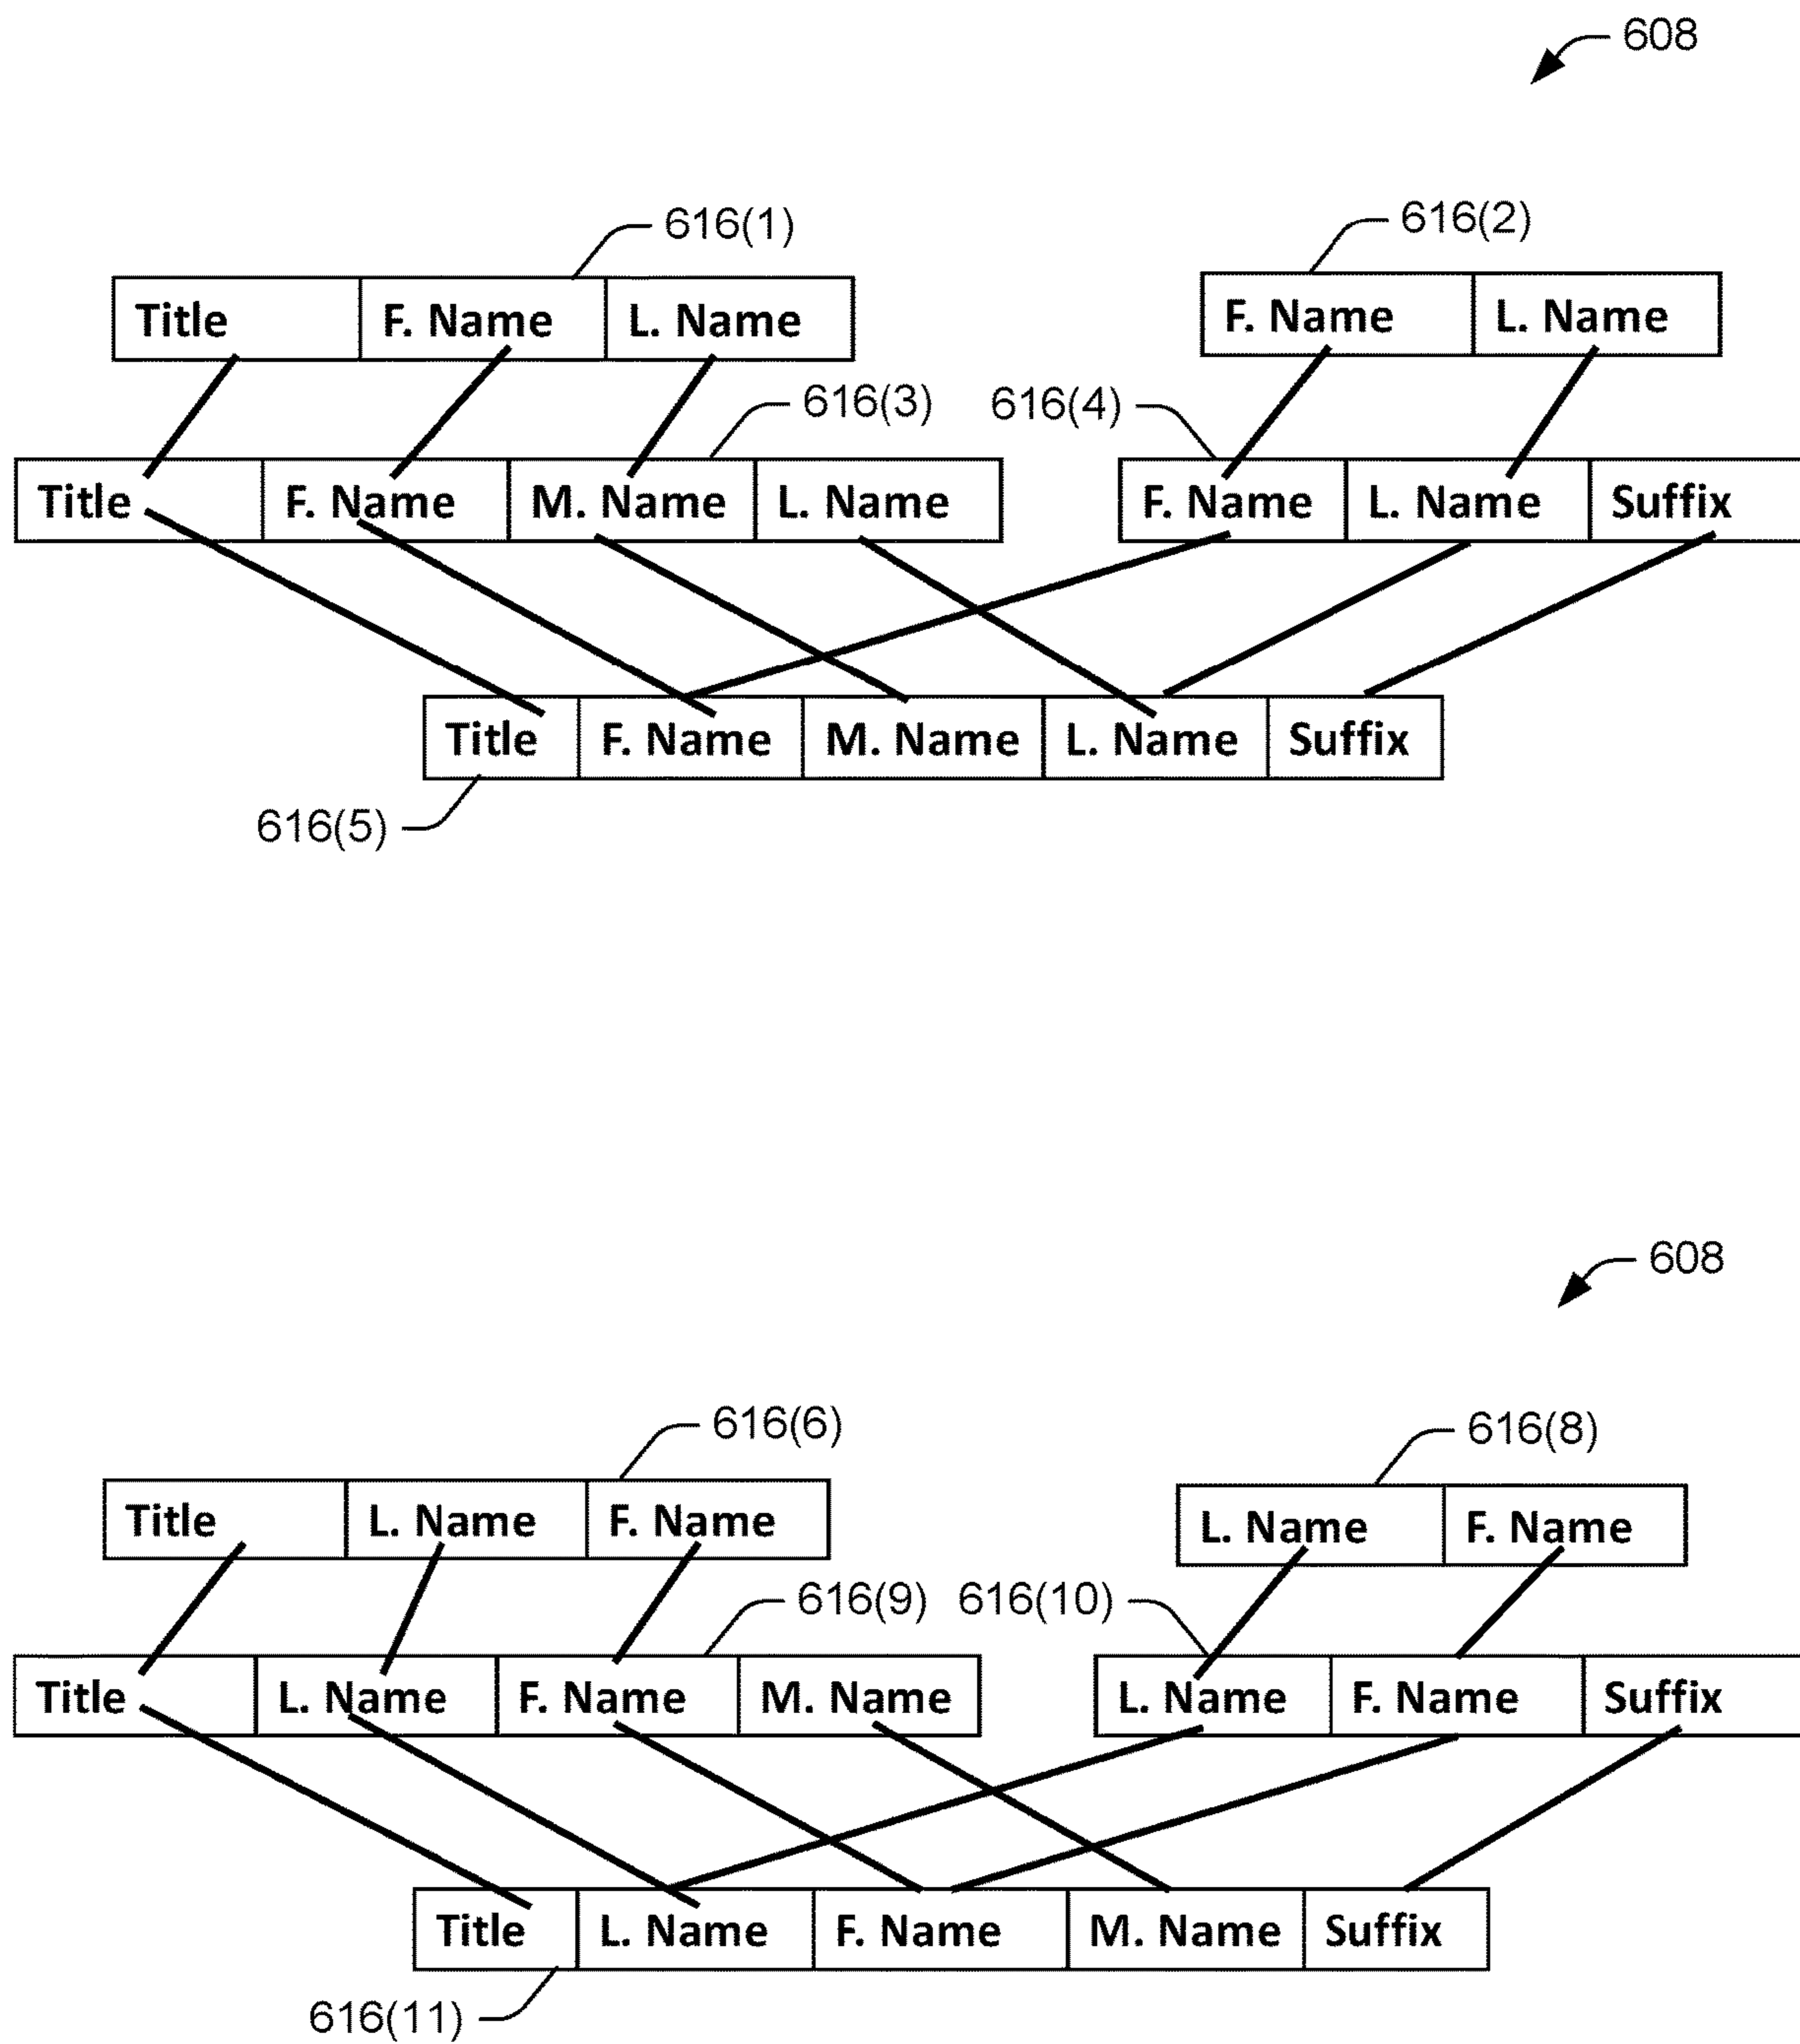 608
616(1)
616(2)
Title F. Name L. Name
F. Name L. Name
616(3)
616(4)
Title F. Name M. Name L. Name
F. Name L. Name Suffix
Title F. Name M. Name L. Name Suffix
616(5)
608
616(6)
616(8)
Title L. Name F. Name
L. Name F. Name
616(9)
616(10)
Title L. Name F. Name M. Name
L. Name F. Name Suffix
Title L. Name F. Name M. Name Suffix
616(11)